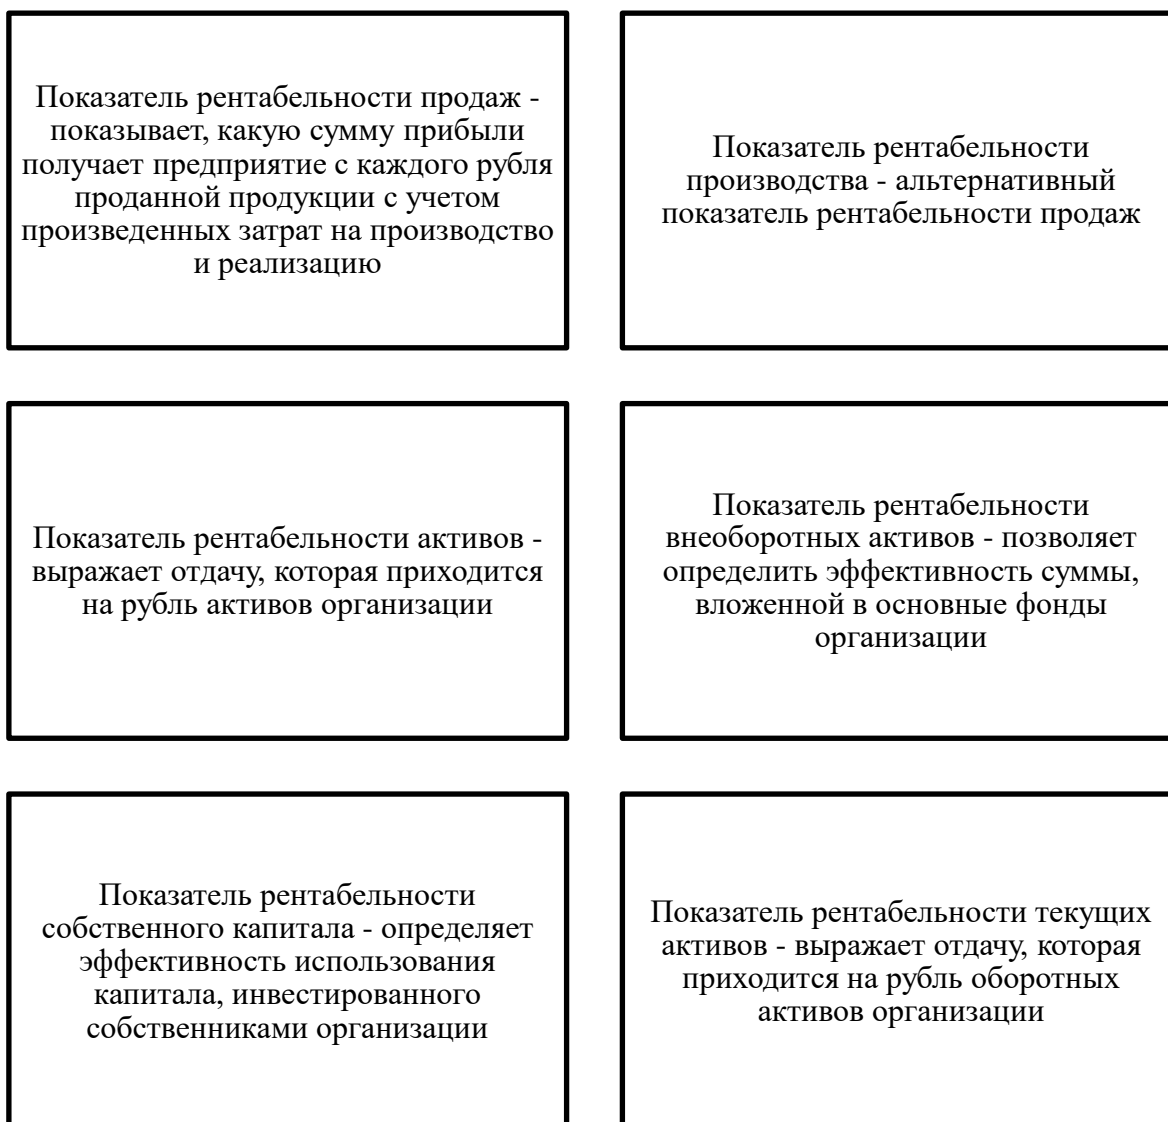 Показатель рентабельности продаж -
показывает, какую сумму прибыли
получает предприятие с каждого рубля
проданной продукции с учетом
произведенных затрат на производство
и реализацию
Показатель рентабельности
производства - альтернативный
показатель рентабельности продаж
Показатель рентабельности активов -
выражает отдачу, которая приходится
на рубль активов организации
Показатель рентабельности
внеоборотных активов - позволяет
определить эффективность суммы,
вложенной в основные фонды
организации
Показатель рентабельности
собственного капитала - определяет
эффективность использования
капитала, инвестированного
собственниками организации
Показатель рентабельности текущих
активов - выражает отдачу, которая
приходится на рубль оборотных
активов организации